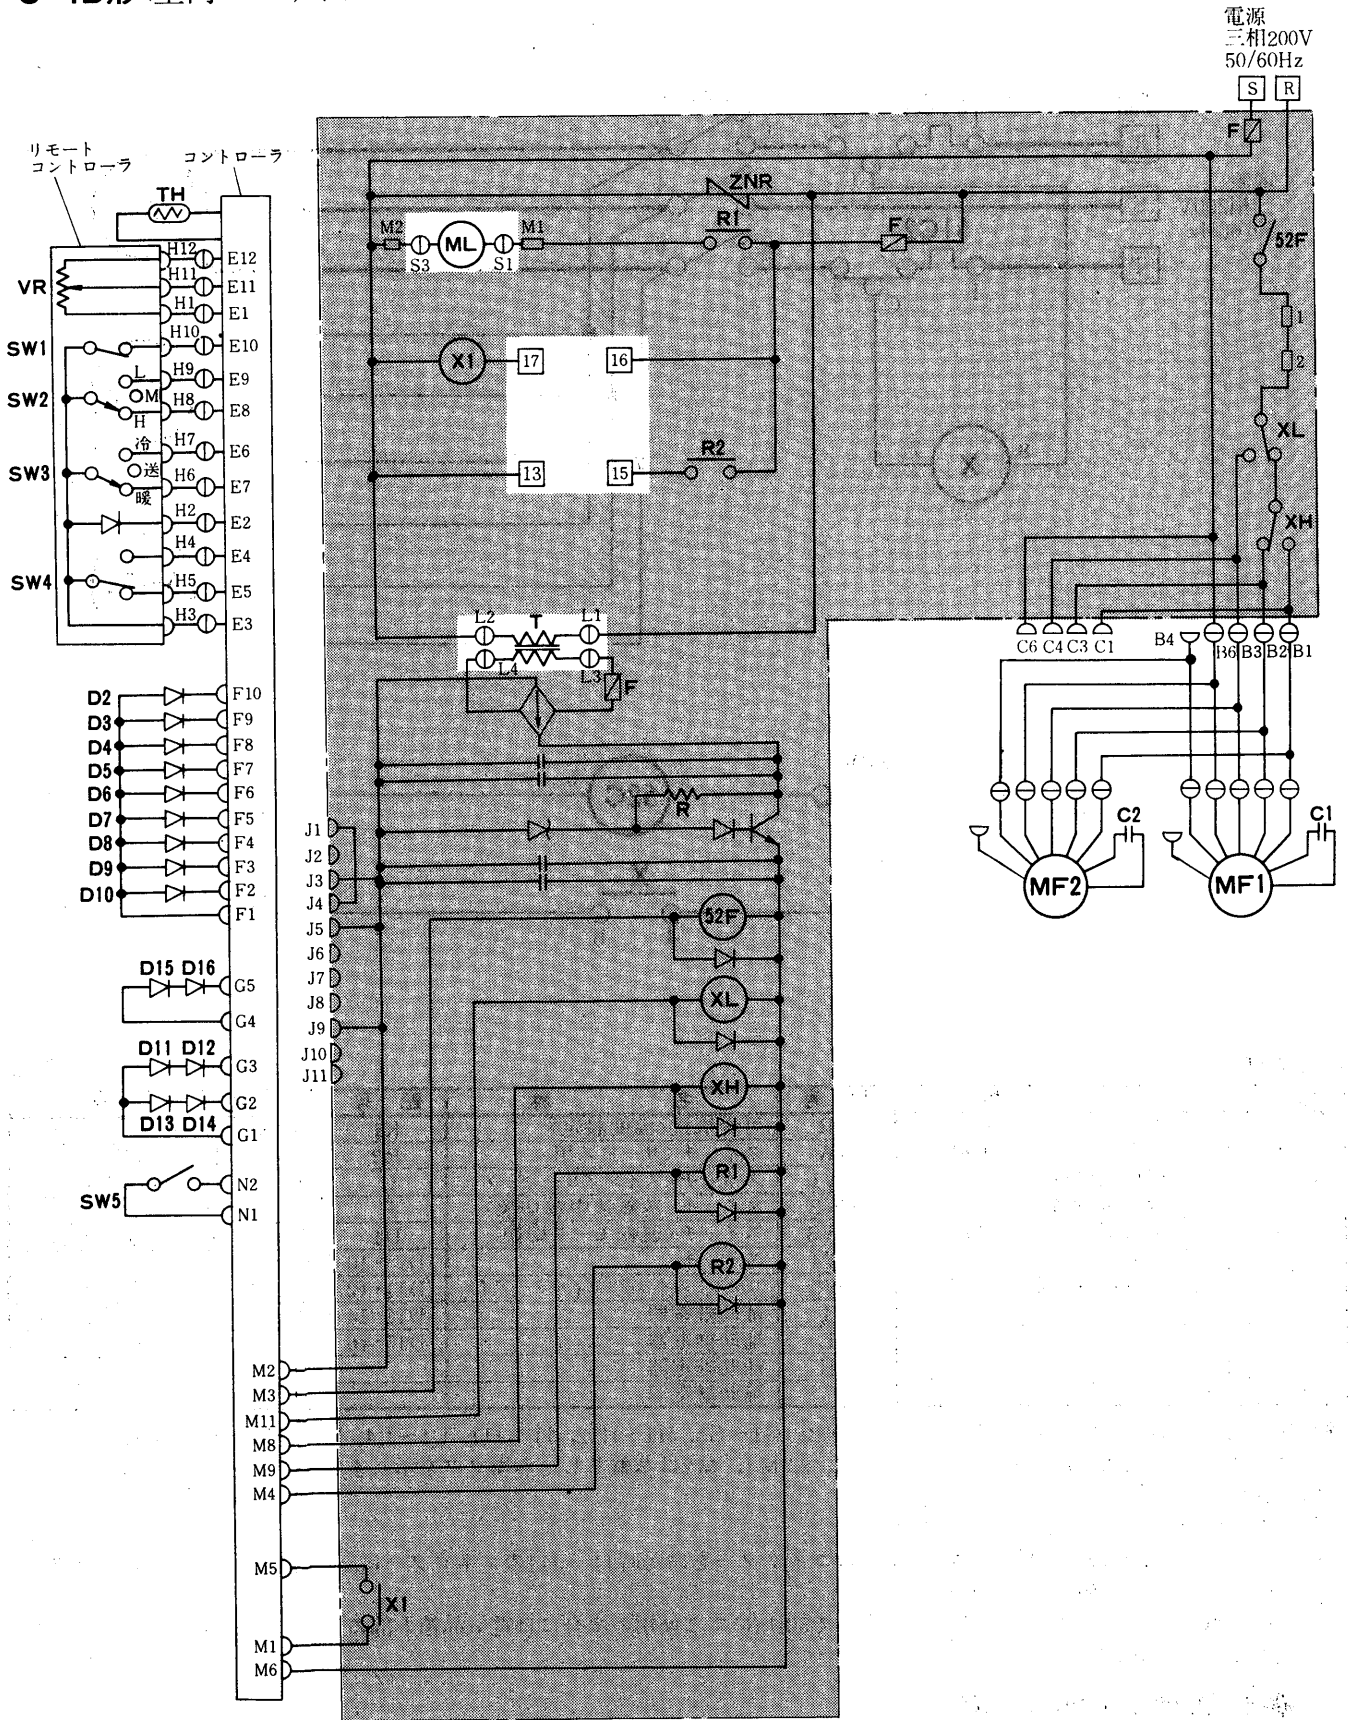 電源
三相200V
50/60Hz
S R
F
リモート
コントローラ
コントローラ
TH
ZNR
M2 ML M1 R1 F
S3 S1
52F
H12 E12
VR H11 E11
H1 E1
1
SW1 H10 E10
X1 17 16
2
L H9 E9
M
SW2 H8 E8
H
XL
冷 H7 E6
送
SW3 H6 E7
暖
13 15 R2
H2 E2
XH
H4 E4
SW4 H5 E5
H3 E3
L2 T L1
L4 L3 F
C6 C4 C3 C1 B4 B6 B3 B2 B1
D2 F10
D3 F9
D4 F8
D5 F7
D6 F6
D7 F5
D8 F4
D9 F3
D10 F2
F1
R
J1
J2
J3
J4
J5
J6
J7
J8
J9
J10
J11
C2 C1
MF2 MF1
52F
D15 D16 G5
G4
XL
D11 D12 G3
G2
D13 D14 G1
XH
R1
SW5 N2
N1
R2
M2
M3
M11
M8
M9
M4
M5
X1
M1
M6